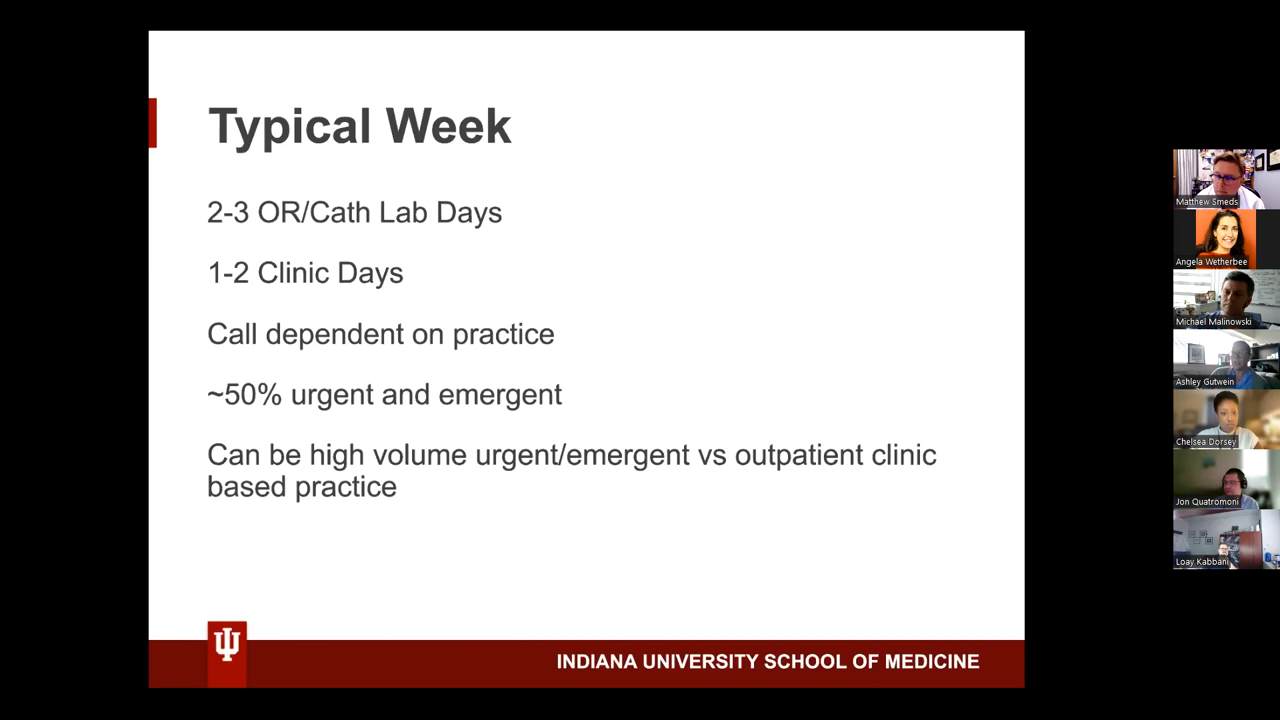 Typical Week
2-3 OR/Cath Lab Days
1-2 Clinic Days
Call dependent on practice
~50% urgent and emergent
Can be high volume urgent/emergent vs outpatient clinic
based practice
INDIANA UNIVERSITY SCHOOL OF MEDICINE
Matthew Smeds
Angela Wetherbee
Michael Malinowski
Ashley Gutwein
Chelsea Dorsey
Jon Quatromoni
Loay Kabbani